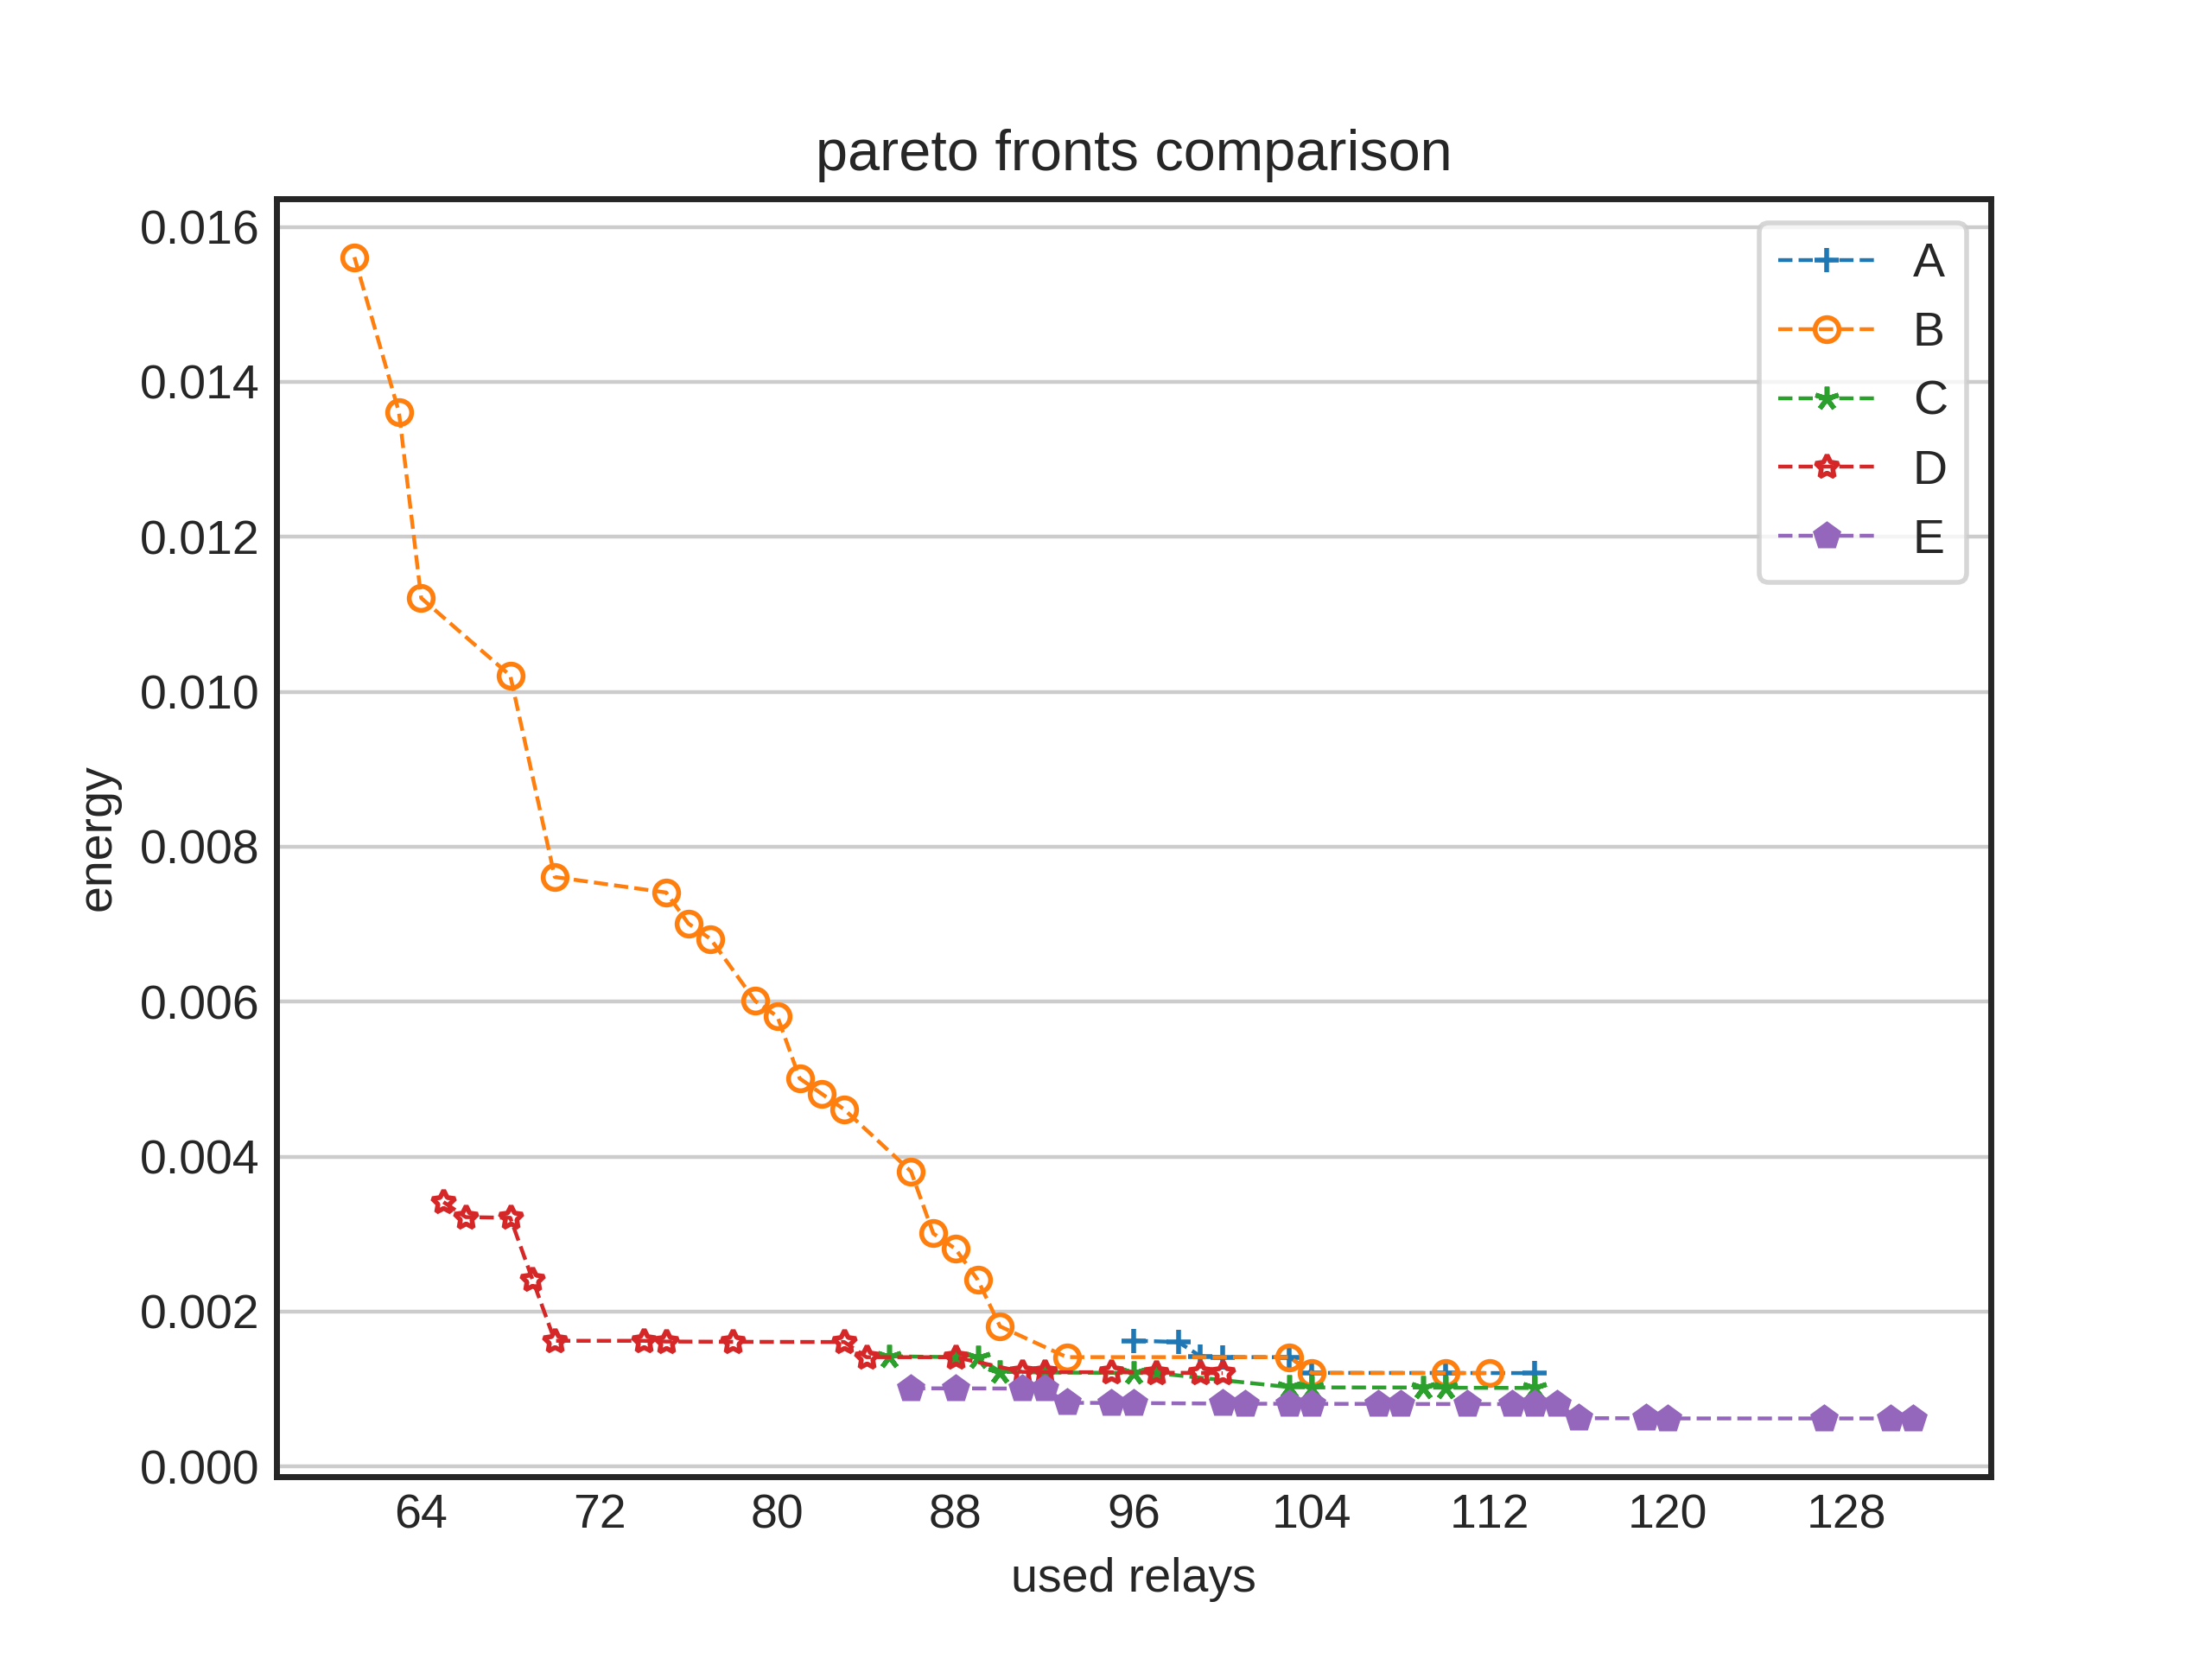 pareto fronts comparison
0.016
0.014
0.012
0.010
0.008
0.006
0.004
0.002
0.000
energy
A
B
C
D
E
64 72 80 88 96 104 112 120 128
used relays